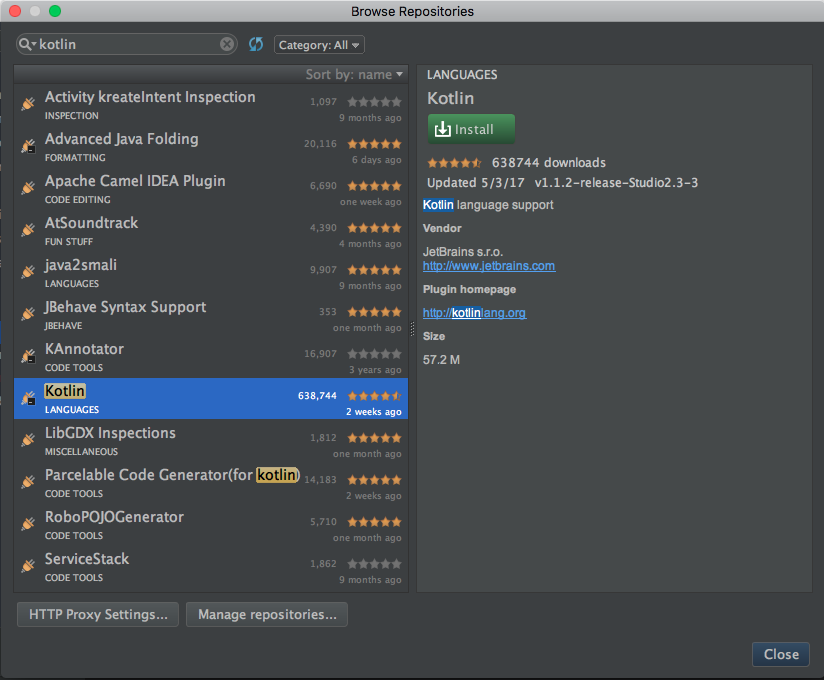 Browse Repositories
kotlin
Category: All
Sort by: name
Activity kreateIntent Inspection 1,097
INSPECTION 9 months ago
Advanced Java Folding 20,116
FORMATTING 6 days ago
Apache Camel IDEA Plugin 6,690
CODE EDITING one week ago
AtSoundtrack 4,390
FUN STUFF 4 months ago
java2smali 9,907
LANGUAGES 9 months ago
JBehave Syntax Support 353
JBEHAVE one month ago
KAnnotator 16,907
CODE TOOLS 3 years ago
Kotlin 638,744
LANGUAGES 2 weeks ago
LibGDX Inspections 1,812
MISCELLANEOUS one month ago
Parcelable Code Generator(for kotlin) 14,183
CODE TOOLS 2 weeks ago
RoboPOJOGenerator 5,710
CODE TOOLS one month ago
ServiceStack 1,862
CODE TOOLS 9 months ago
LANGUAGES
Kotlin
Install
638744 downloads
Updated 5/3/17 v1.1.2-release-Studio2.3-3
Kotlin language support
Vendor
JetBrains s.r.o.
http://www.jetbrains.com
Plugin homepage
http://kotlinlang.org
Size
57.2 M
HTTP Proxy Settings...
Manage repositories...
Close